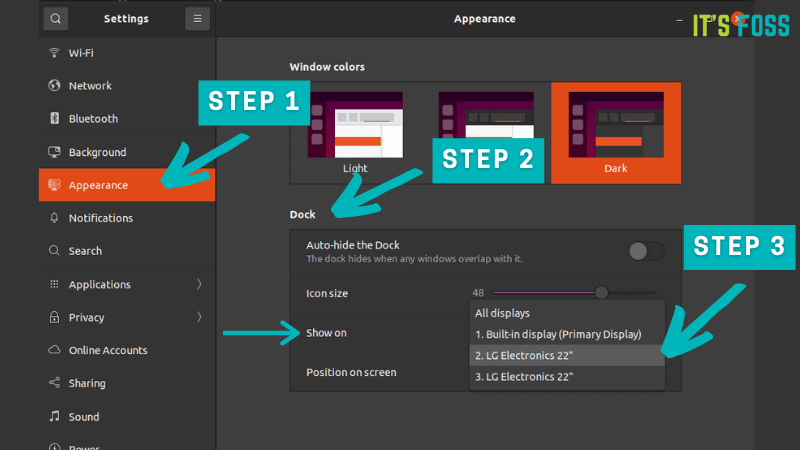 Settings
Appearance
IT'S FOSS
Wi-Fi
Network
Bluetooth
Background
Appearance
Notifications
Search
Applications
Privacy
Online Accounts
Sharing
Sound
Power
STEP 1
Window colors
Light
STEP 2
Dark
Dock
Auto-hide the Dock
The dock hides when any windows overlap with it.
STEP 3
Icon size
48
Show on
Position on screen
All displays
1. Built-in display (Primary Display)
2. LG Electronics 22"
3. LG Electronics 22"